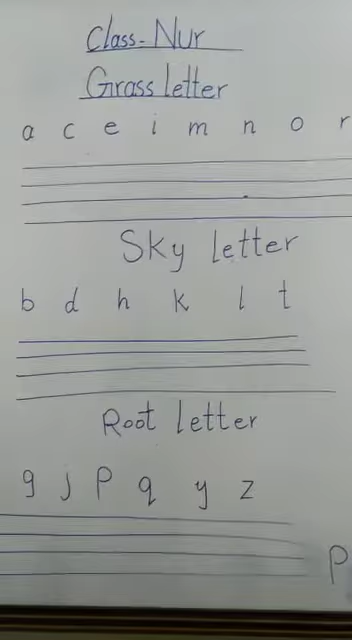 Class-Nur
Grass letter
a c e i m n o r
Sky letter
b d h k l t
Root letter
g j p q y z
P